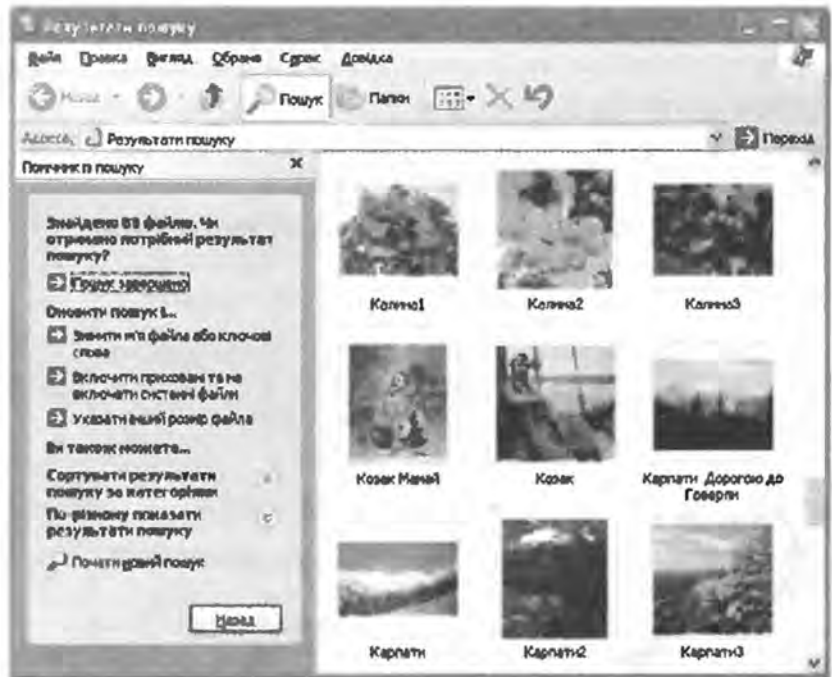 Результати пошуку
Файл Правка Вигляд Обране Сервіс Довідка
Назад Пошук Папки
Адреса: Результати пошуку Перехід
Помічник із пошуку
Знайдено 83 файлів. Чи
отримано потрібний результат
пошуку?
Пошук завершено
Оновити пошук і...
Змінити ім'я файла або ключові
слова
Включити приховані та не
включати системні файли
Указати інший розмір файла
Ви також можете...
Сортувати результати
пошуку за категоріями
По-різному показати
результати пошуку
Почати новий пошук
Назад
Калина1 Калина2 Калина3
Козак Мамай Козак Карпати Дорогою до
Говерли
Карпати Карпати2 Карпати3